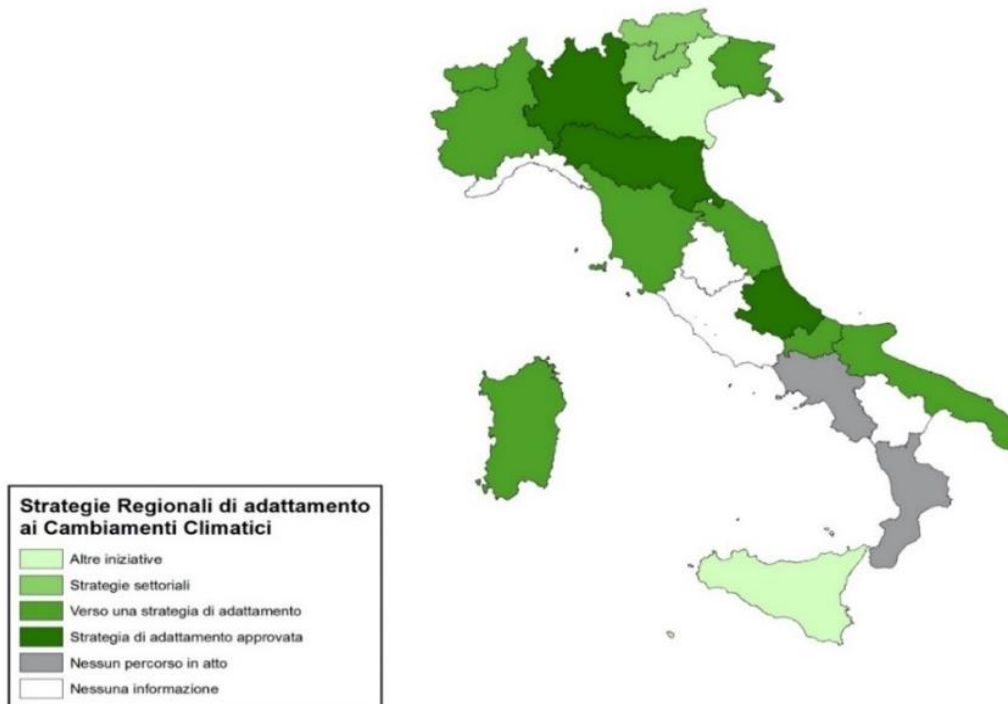 Strategie Regionali di adattamento
ai Cambiamenti Climatici
Altre iniziative
Strategie settoriali
Verso una strategia di adattamento
Strategia di adattamento approvata
Nessun percorso in atto
Nessuna informazione